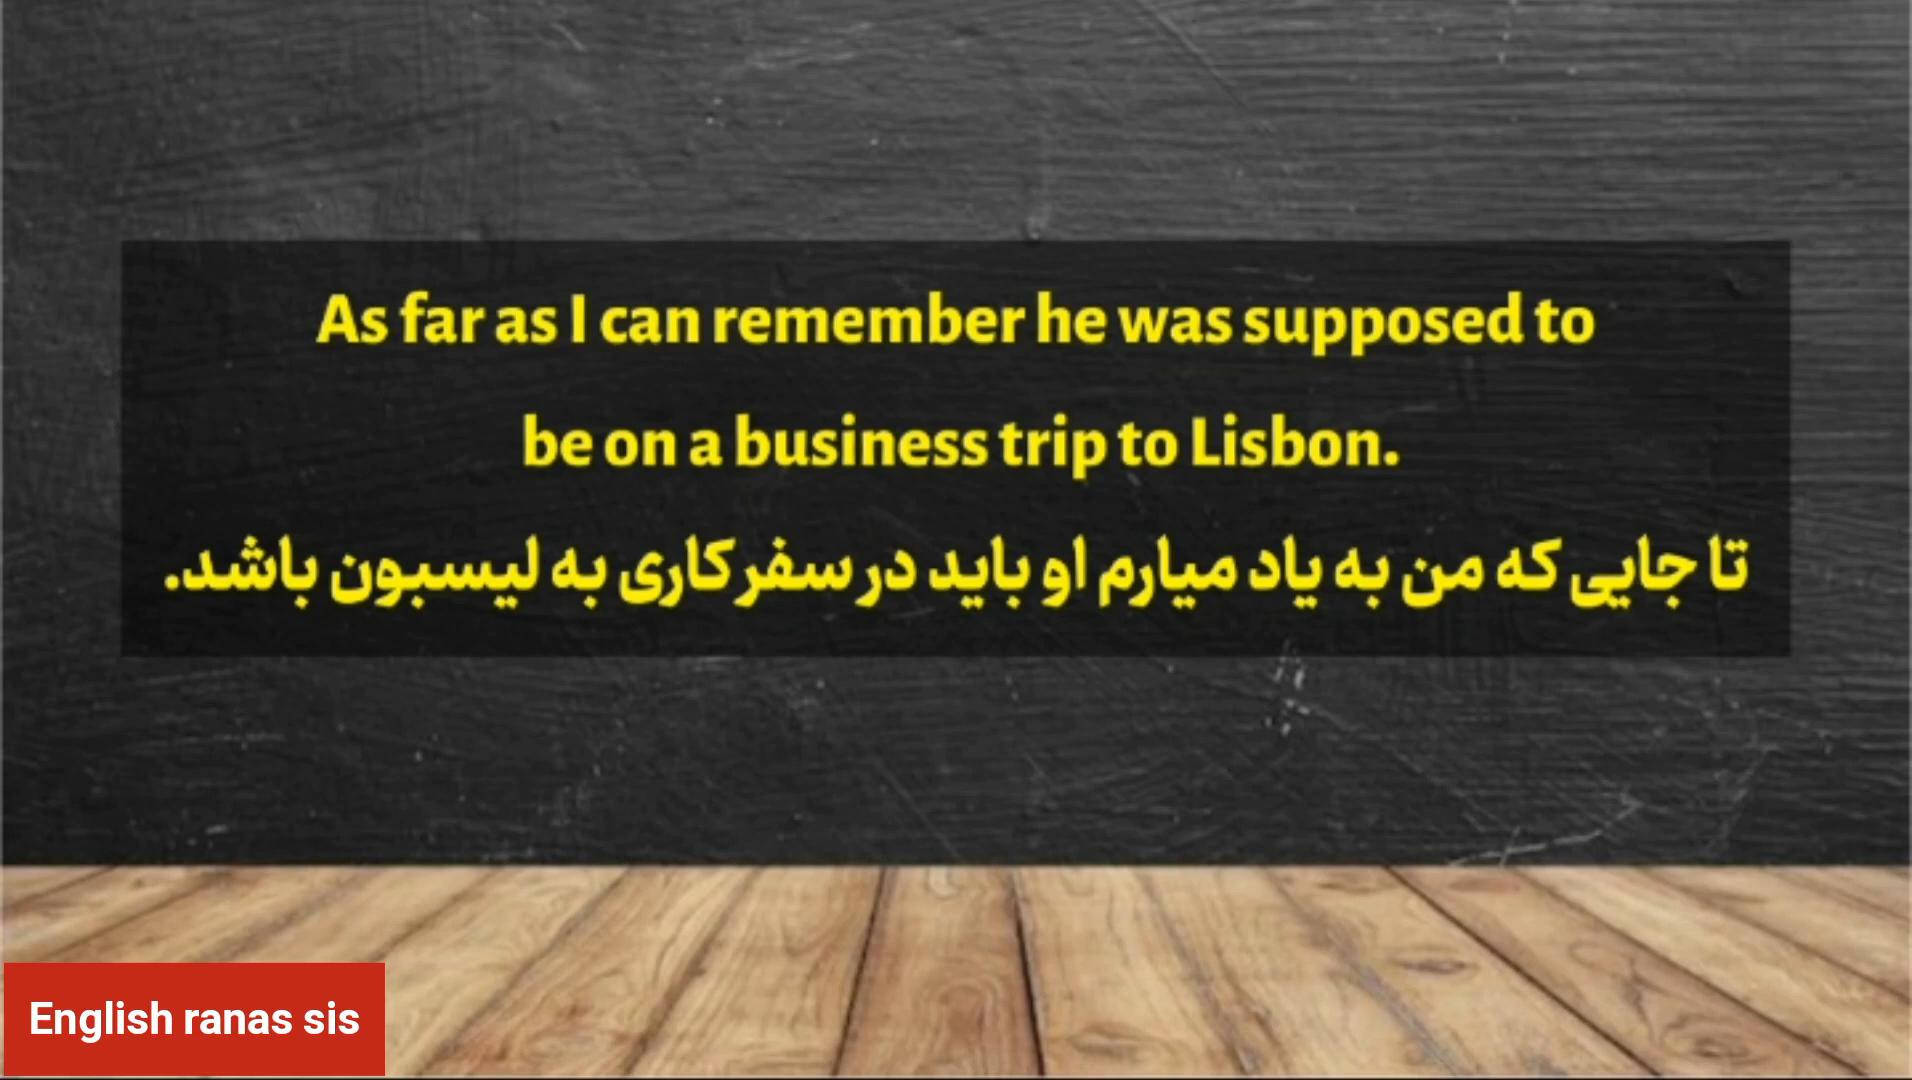 As far as I can remember he was supposed to
be on a business trip to Lisbon.
تا جایی که من به یاد میارم او باید در سفر کاری به لیسبون باشد.
English ranas sis